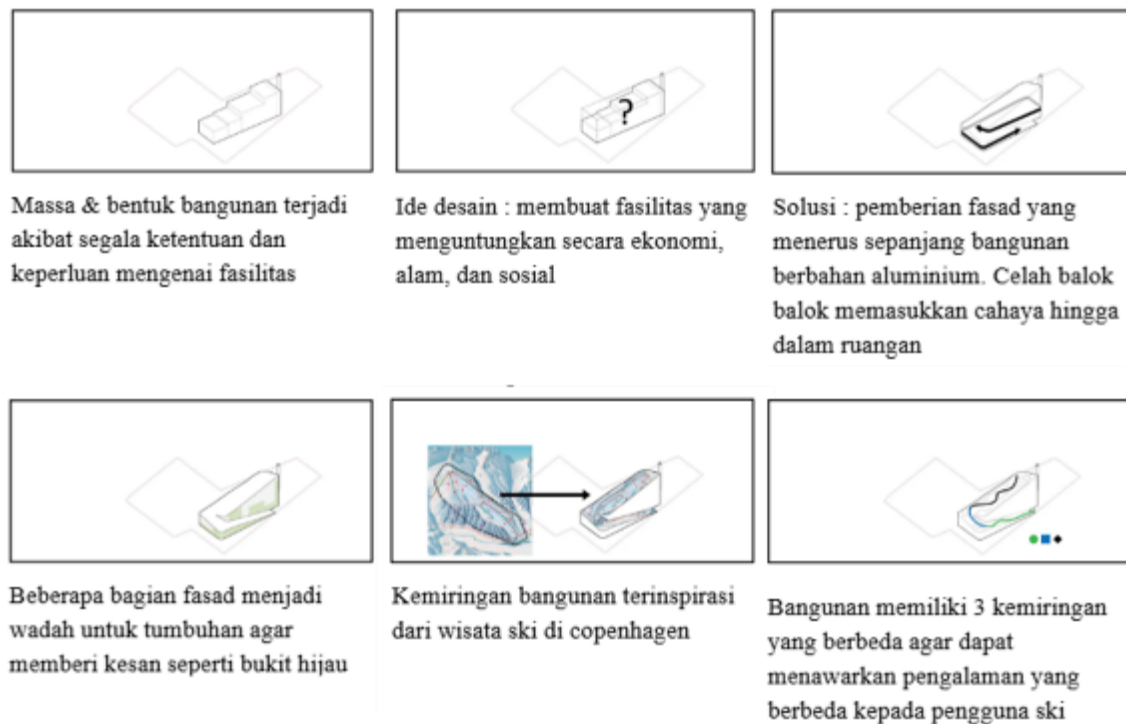 ?
Massa & bentuk bangunan terjadi
akibat segala ketentuan dan
keperluan mengenai fasilitas
Ide desain : membuat fasilitas yang
menguntungkan secara ekonomi,
alam, dan sosial
Solusi : pemberian fasad yang
menerus sepanjang bangunan
berbahan aluminium. Celah balok
balok memasukkan cahaya hingga
dalam ruangan
Beberapa bagian fasad menjadi
wadah untuk tumbuhan agar
memberi kesan seperti bukit hijau
Kemiringan bangunan terinspirasi
dari wisata ski di copenhagen
Bangunan memiliki 3 kemiringan
yang berbeda agar dapat
menawarkan pengalaman yang
berbeda kepada pengguna ski